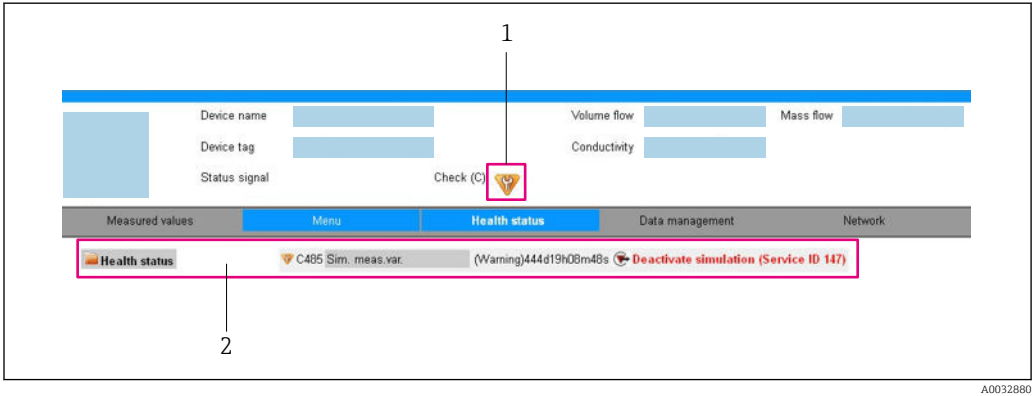 1
Device name
Volume flow
Mass flow
Device tag
Conductivity
Status signal
Check (C)
Measured values
Menu
Health status
Data management
Network
Health status
C485 Sim. meas.var.
(Warning)444d19h08m48s
Deactivate simulation (Service ID 147)
2
A0032880